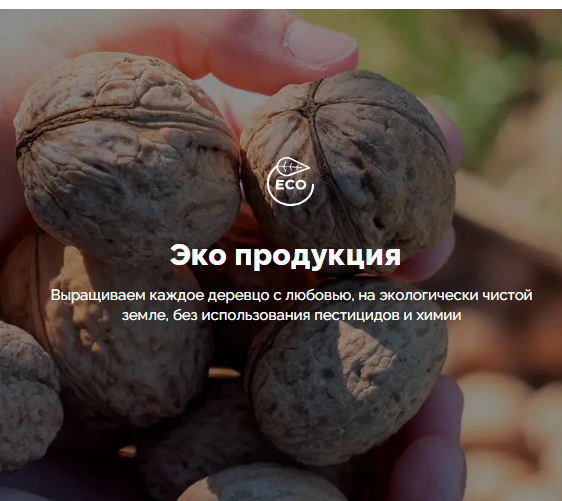 ECO
Эко продукция
Выращиваем каждое деревцо с любовью, на экологически чистой
земле, без использования пестицидов и химии